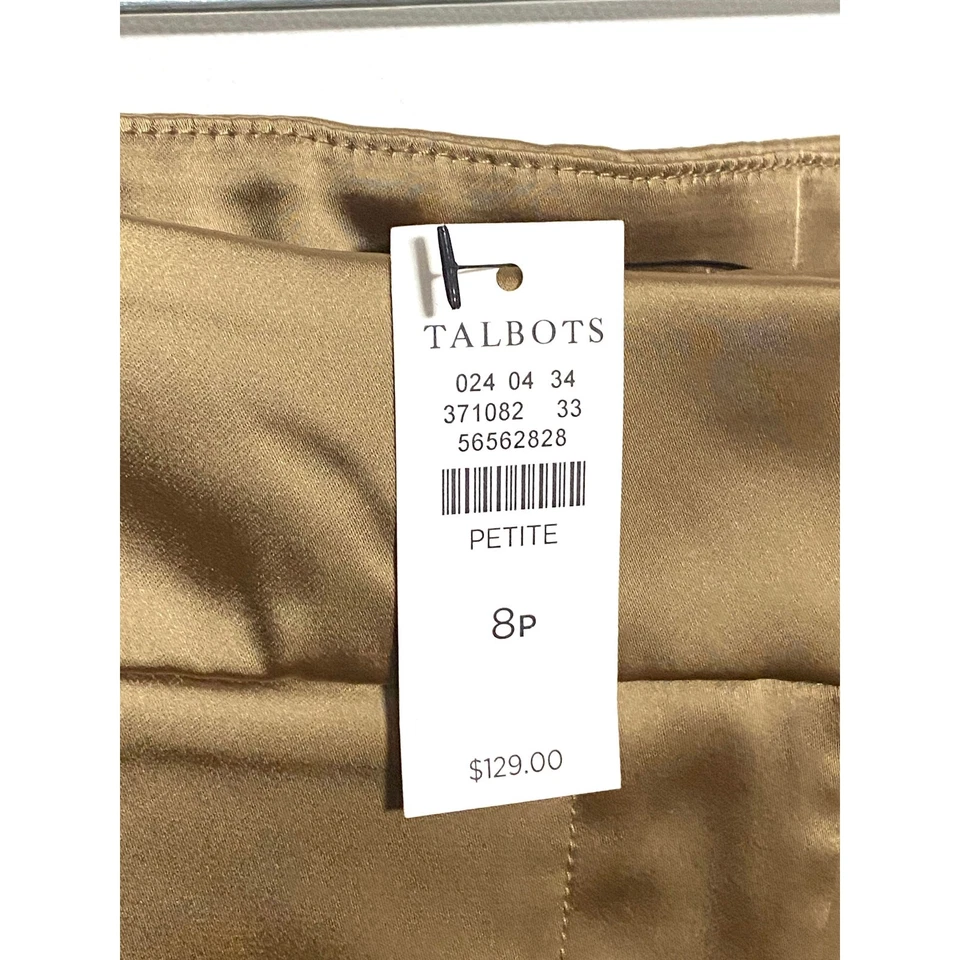 TALBOTS
024 04 34
371082 33
56562828
PETITE
8P
$129.00